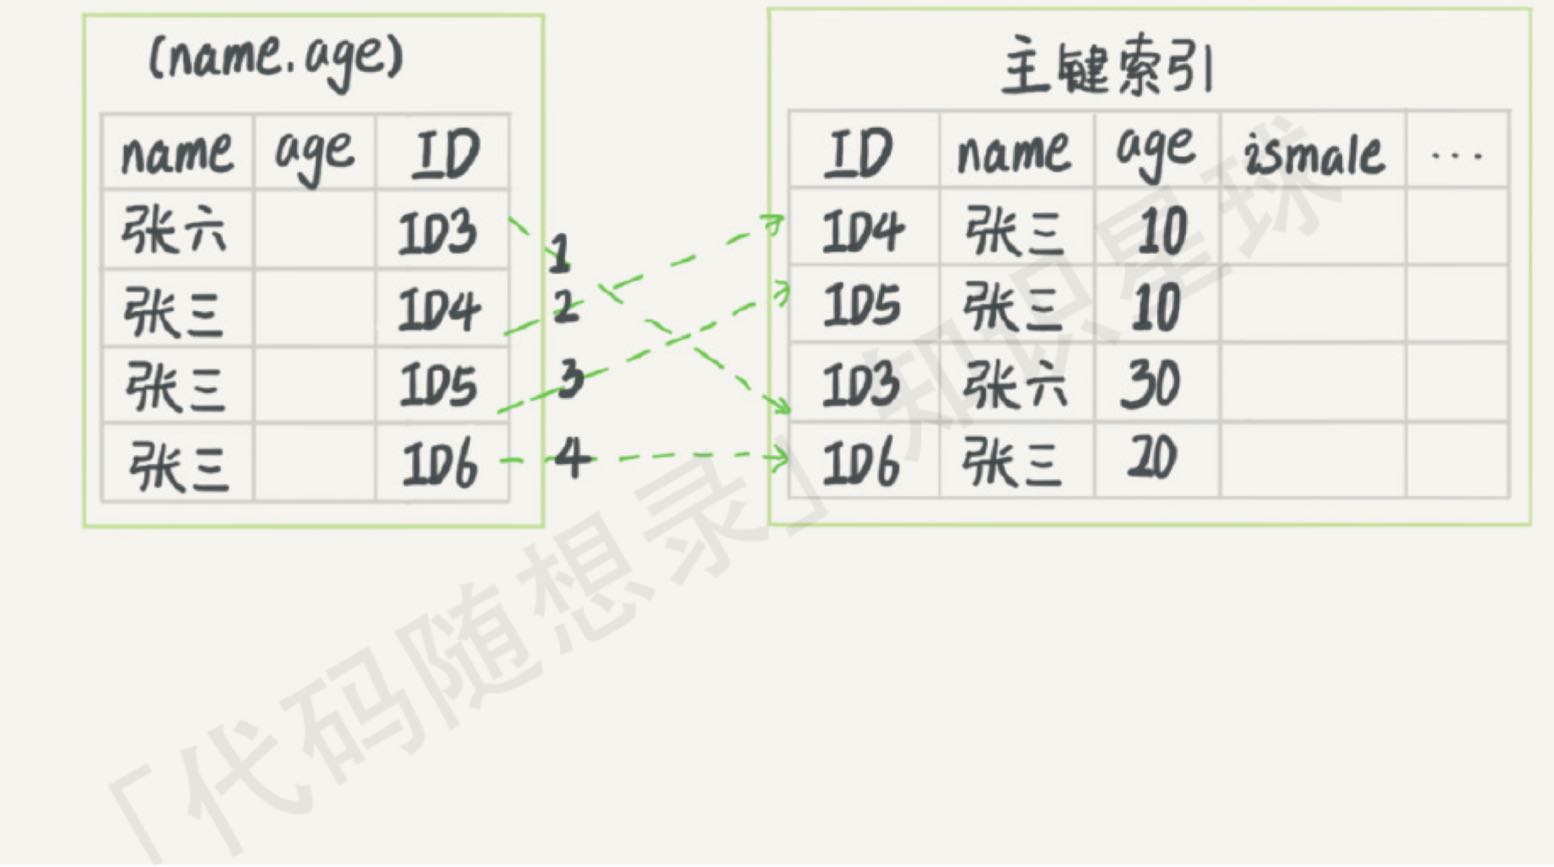 (name.age)
name age ID
张六 ID3
张三 ID4
张三 ID5
张三 ID6
1
2
3
4
主键索引
ID name age ismale ...
ID4 张三 10
ID5 张三 10
ID3 张六 30
ID6 张三 20
「代码随想录」知识星球